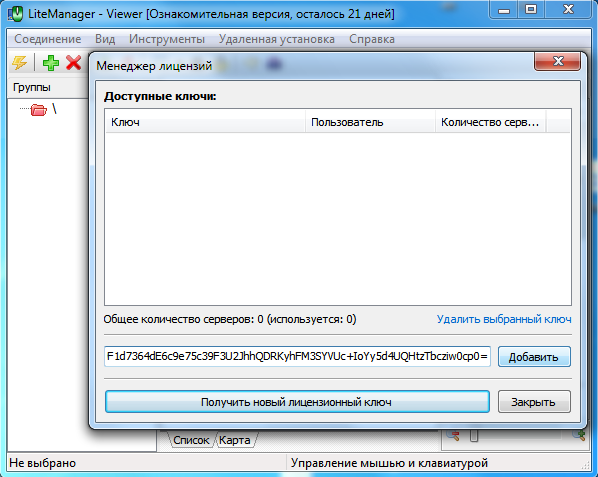 LiteManager - Viewer [Ознакомительная версия, осталось 21 дней]
Соединение Вид Инструменты Удаленная установка Справка
Группы
\
Менеджер лицензий
Доступные ключи:
Ключ Пользователь Количество серв...
Общее количество серверов: 0 (используется: 0) Удалить выбранный ключ
F1d7364dE6c9e75c39F3U2JhhQDRKyhFM3SYVUc+IoYy5d4UQHtzTbcziw0cp0= Добавить
Получить новый лицензионный ключ Закрыть
Список Карта
Не выбрано Управление мышью и клавиатурой